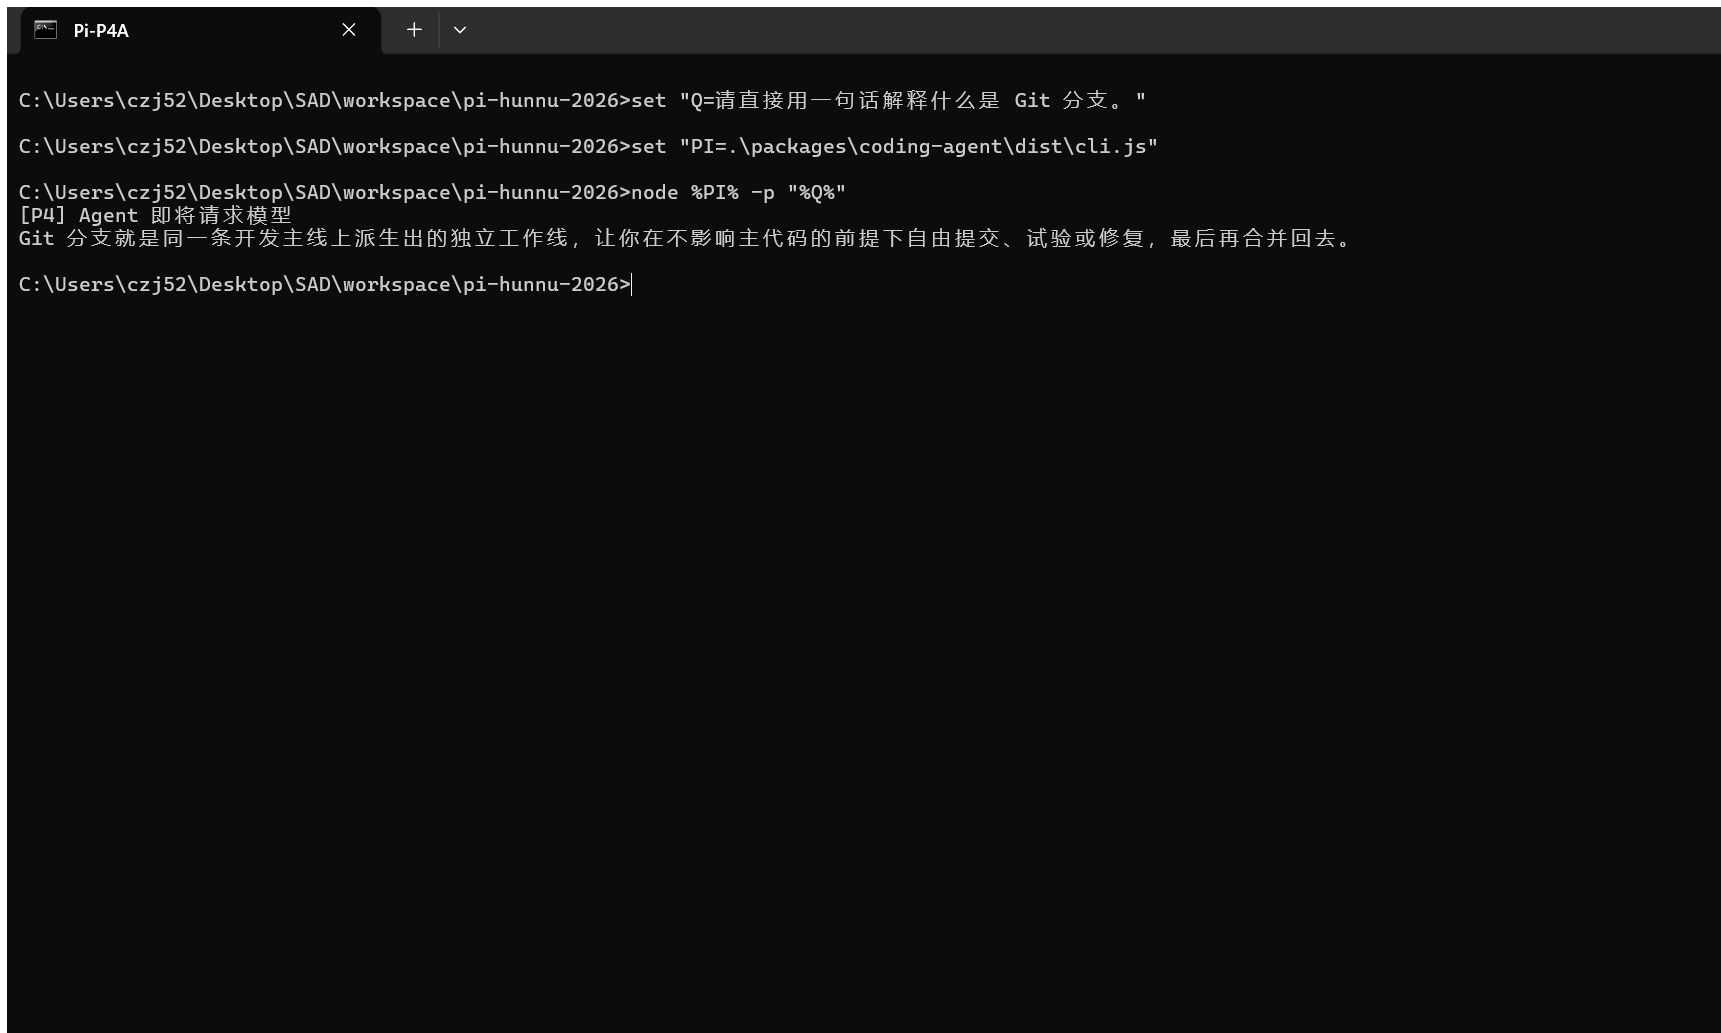 Pi-P4A
C:\Users\czj52\Desktop\SAD\workspace\pi-hunnu-2026>set "Q=请直接用一句话解释什么是 Git 分支。"
C:\Users\czj52\Desktop\SAD\workspace\pi-hunnu-2026>set "PI=.\packages\coding-agent\dist\cli.js"
C:\Users\czj52\Desktop\SAD\workspace\pi-hunnu-2026>node %PI% -p "%Q%"
[P4] Agent 即将请求模型
Git 分支就是同一条开发主线上派生出的独立工作线，让你在不影响主代码的前提下自由提交、试验或修复，最后再合并回去。
C:\Users\czj52\Desktop\SAD\workspace\pi-hunnu-2026>